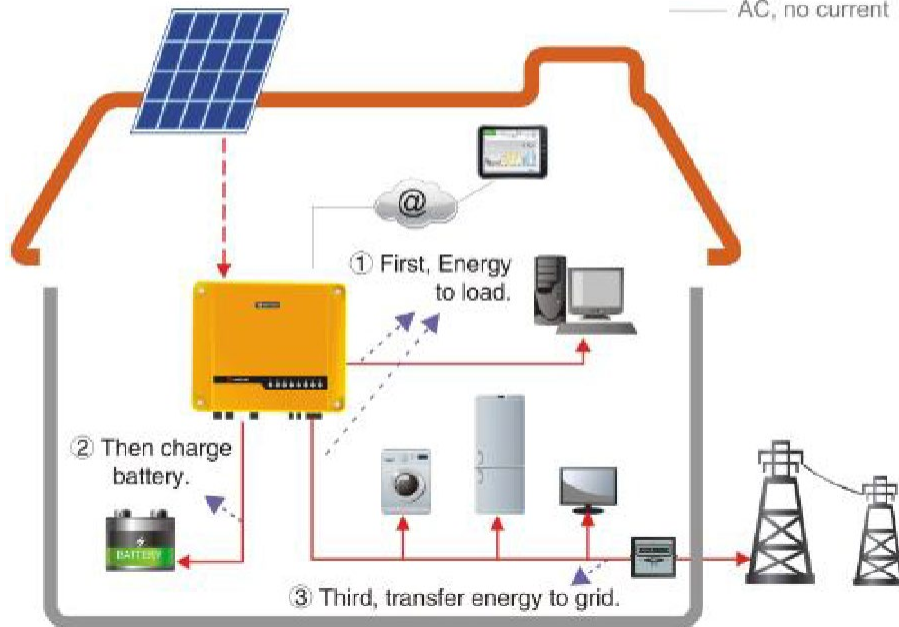 AC, no current
@
① First, Energy
to load.
② Then charge
battery.
BATTERY
③ Third, transfer energy to grid.